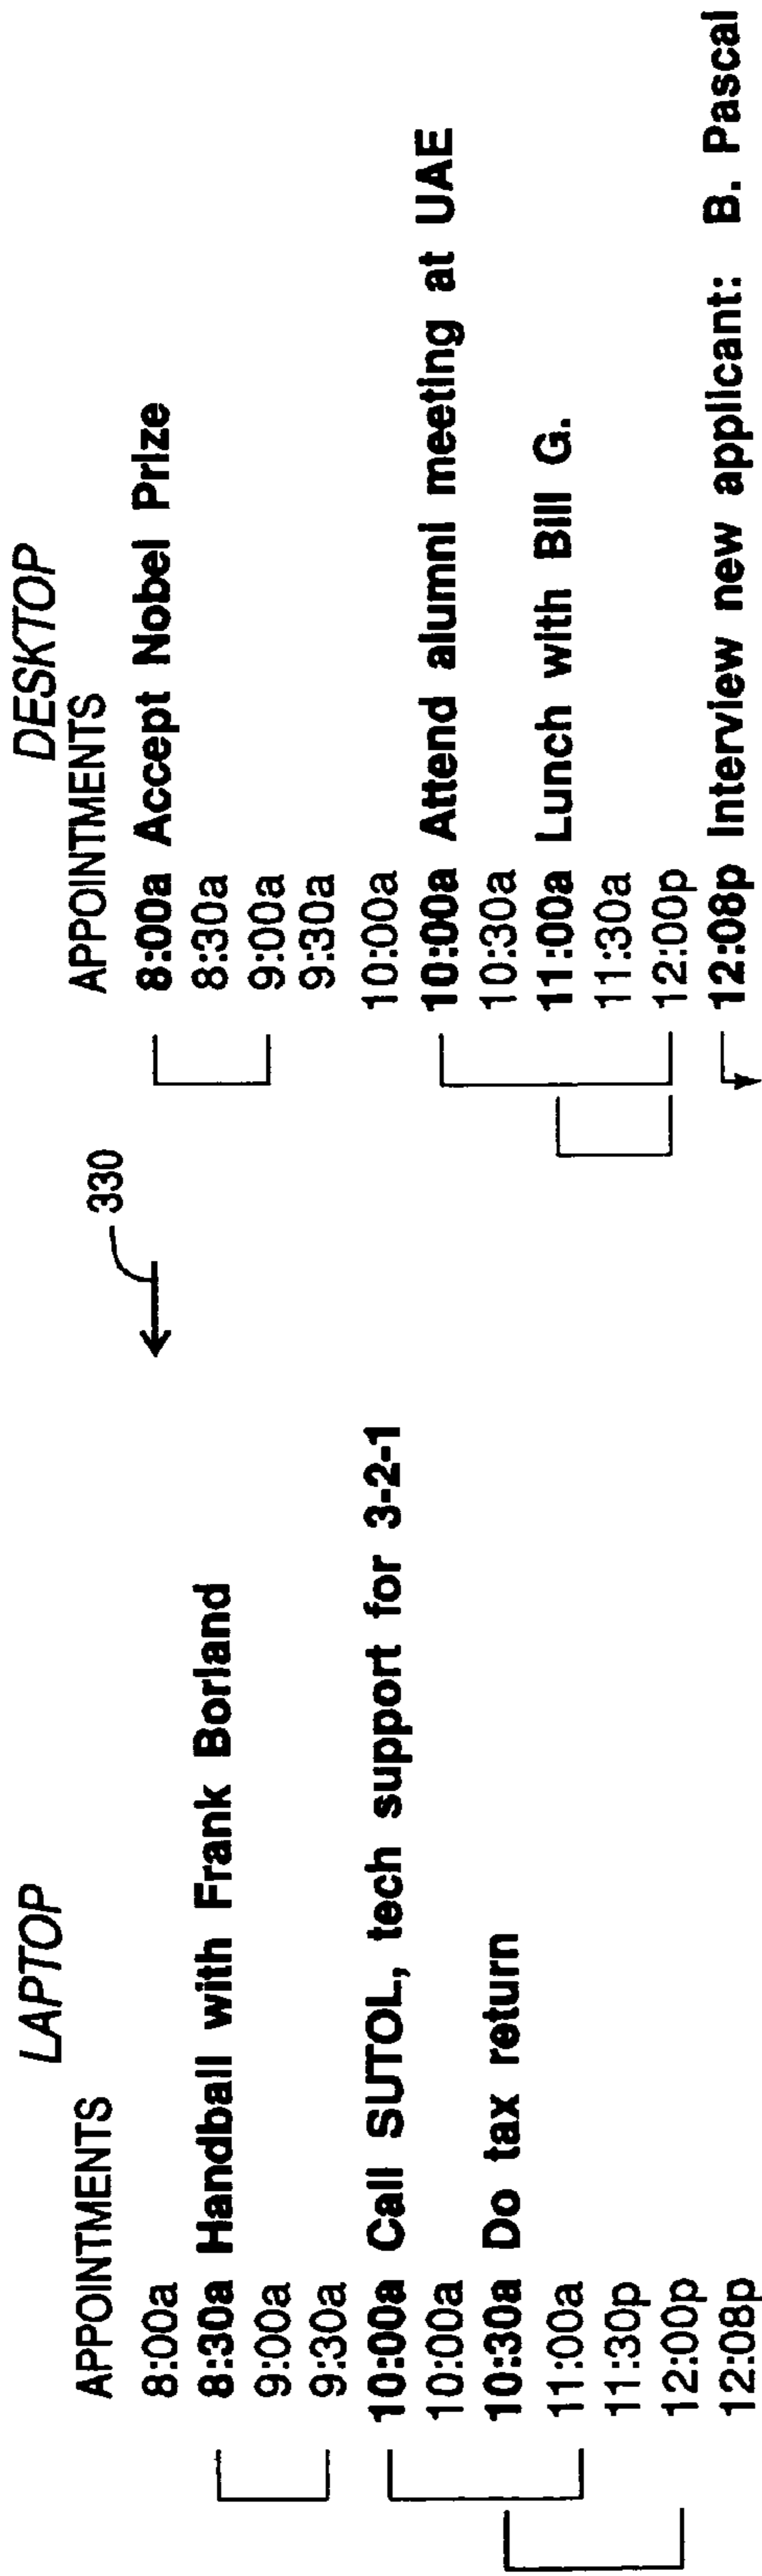 LAPTOP
APPOINTMENTS
8:00a
8:30a Handball with Frank Borland
9:00a
9:30a
10:00a Call SUTOL, tech support for 3-2-1
10:00a
10:30a Do tax return
11:00a
11:30p
12:00p
12:08p
330
DESKTOP
APPOINTMENTS
8:00a Accept Nobel Prize
8:30a
9:00a
9:30a
10:00a
10:00a Attend alumni meeting at UAE
10:30a
11:00a Lunch with Bill G.
11:30a
12:00p
12:08p Interview new applicant: B. Pascal